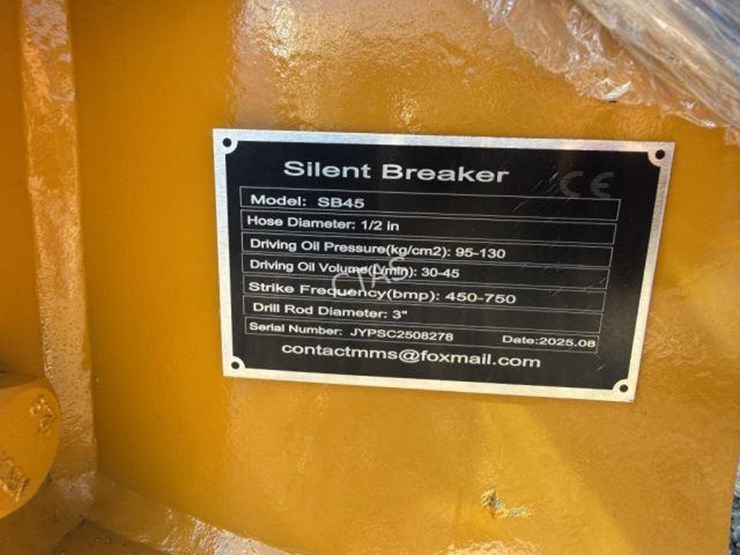 Silent Breaker
CE
Model: SB45
Hose Diameter: 1/2 in
Driving Oil Pressure(kg/cm2): 95-130
Driving Oil Volume(L/min): 30-45
CIAS
Strike Frequency(bmp): 450-750
Drill Rod Diameter: 3"
Serial Number: JYPSC2508278 Date:2025.08
contactmms@foxmail.com